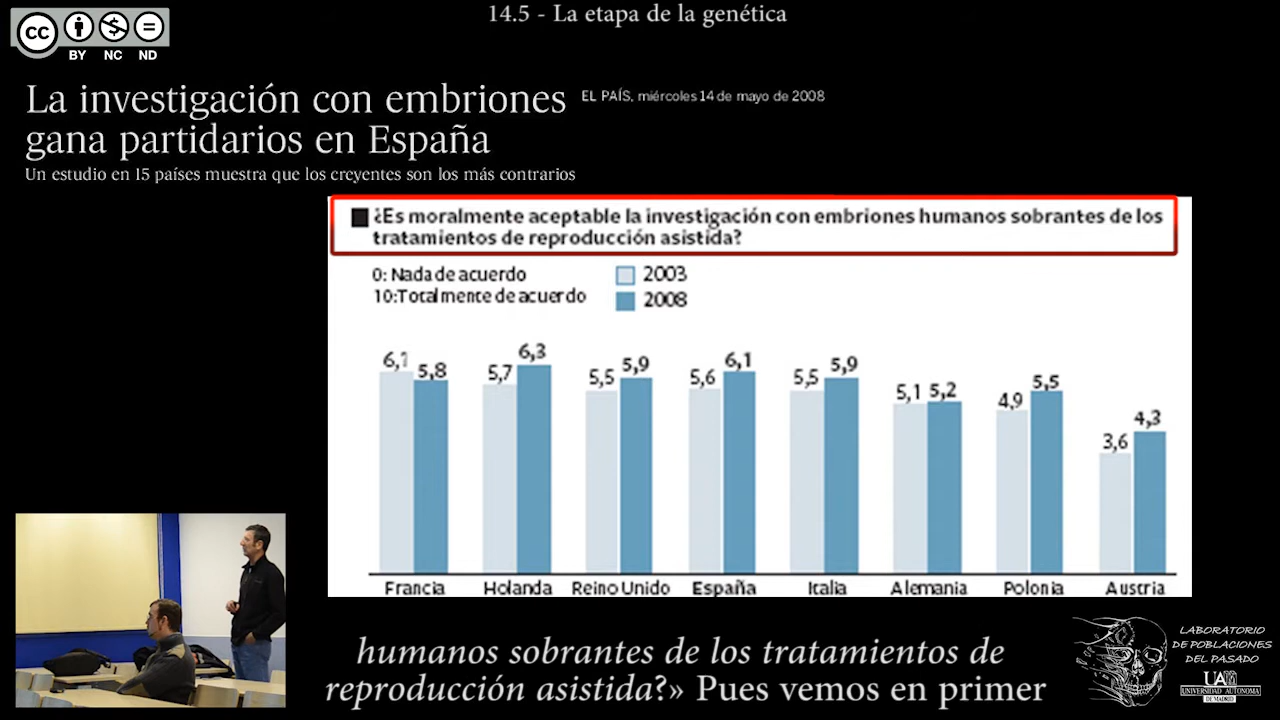 14.5 - La etapa de la genética
cc
BY NC ND
La investigación con embriones
gana partidarios en España
EL PAÍS, miércoles 14 de mayo de 2008
Un estudio en 15 países muestra que los creyentes son los más contrarios
¿Es moralmente aceptable la investigación con embriones humanos sobrantes de los
tratamientos de reproducción asistida?
0: Nada de acuerdo
10: Totalmente de acuerdo
2003
2008
6,1 5,8 5,7 6,3 5,5 5,9 5,6 6,1 5,5 5,9 5,1 5,2 4,9 5,5 3,6 4,3
Francia Holanda Reino Unido España Italia Alemania Polonia Austria
humanos sobrantes de los tratamientos de
reproducción asistida?» Pues vemos en primer
LABORATORIO
DE POBLACIONES
DEL PASADO
UAM
UNIVERSIDAD AUTONOMA
DE MADRID